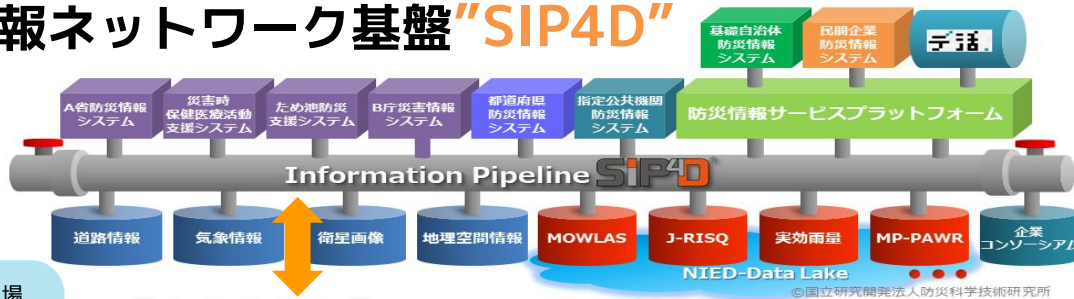 報ネットワーク基盤"SIP4D"
基礎自治体
防災情報
システム
民間企業
防災情報
システム
デ活.
A省防災情報
システム
災害時
保健医療活動
支援システム
ため池防災
支援システム
B庁災害情報
システム
都道府県
防災情報
システム
指定公共機関
防災情報
システム
防災情報サービスプラットフォーム
Information Pipeline SiP4D
道路情報
気象情報
衛星画像
地理空間情報
MOWLAS
J-RISQ
実効雨量
MP-PAWR
企業
コンソーシアム
NIED-Data Lake
©国立研究開発法人防災科学技術研究所
場